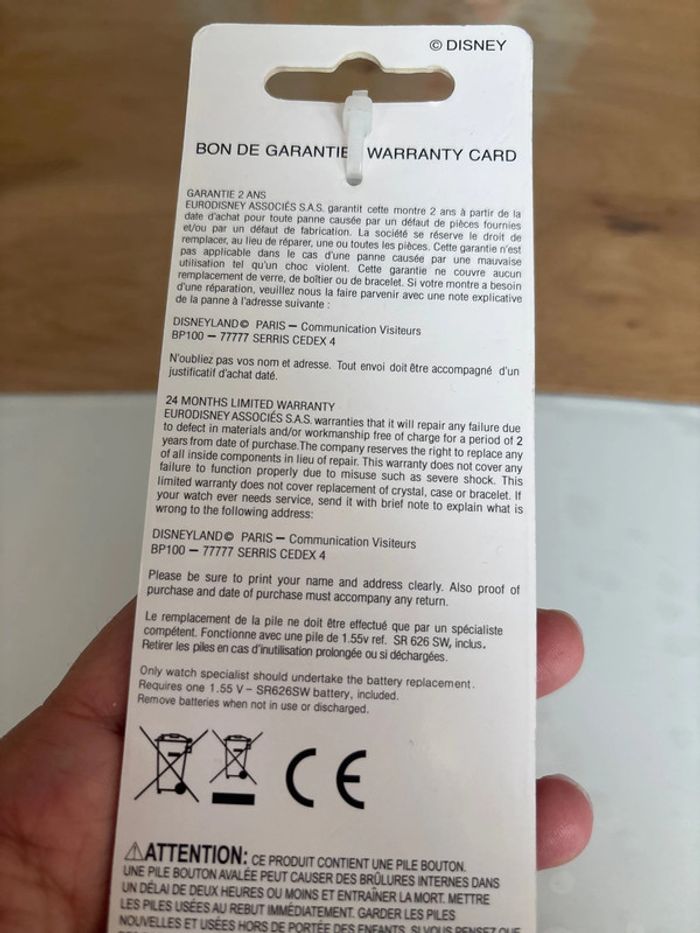 © DISNEY
BON DE GARANTIE WARRANTY CARD
GARANTIE 2 ANS
EURODISNEY ASSOCIÉS S.A.S. garantit cette montre 2 ans à partir de la
date d'achat pour toute panne causée par un défaut de pièces fournies
et/ou par un défaut de fabrication. La société se réserve le droit de
remplacer, au lieu de réparer, une ou toutes les pièces. Cette garantie n'est
pas applicable dans le cas d'une panne causée par une mauvaise
utilisation tel qu'un choc violent. Cette garantie ne couvre aucun
remplacement de verre, de boîtier ou de bracelet. Si votre montre a besoin
d'une réparation, veuillez nous la faire parvenir avec une note explicative
de la panne à l'adresse suivante :
DISNEYLAND© PARIS – Communication Visiteurs
BP100 – 77777 SERRIS CEDEX 4
N'oubliez pas vos nom et adresse. Tout envoi doit être accompagné d'un
justificatif d'achat daté.
24 MONTHS LIMITED WARRANTY
EURODISNEY ASSOCIÉS S.A.S. warranties that it will repair any failure due
to defect in materials and/or workmanship free of charge for a period of 2
years from date of purchase.The company reserves the right to replace any
of all inside components in lieu of repair. This warranty does not cover any
failure to function properly due to misuse such as severe shock. This
limited warranty does not cover replacement of crystal, case or bracelet. If
your watch ever needs service, send it with brief note to explain what is
wrong to the following address:
DISNEYLAND© PARIS – Communication Visiteurs
BP100 – 77777 SERRIS CEDEX 4
Please be sure to print your name and address clearly. Also proof of
purchase and date of purchase must accompany any return.
Le remplacement de la pile ne doit être effectué que par un spécialiste
compétent. Fonctionne avec une pile de 1.55v ref. SR 626 SW, inclus.
Retirer les piles en cas d'inutilisation prolongée ou si déchargées.
Only watch specialist should undertake the battery replacement.
Requires one 1.55 V – SR626SW battery, included.
Remove batteries when not in use or discharged.
CE
⚠ATTENTION: CE PRODUIT CONTIENT UNE PILE BOUTON.
UNE PILE BOUTON AVALÉE PEUT CAUSER DES BRÛLURES INTERNES DANS
UN DÉLAI DE DEUX HEURES OU MOINS ET ENTRAÎNER LA MORT. METTRE
LES PILES USÉES AU REBUT IMMÉDIATEMENT. GARDER LES PILES
NOUVELLES ET USÉES HORS DE PORTÉE DES ENFANTS. SI VOUS PENSEZ QUE